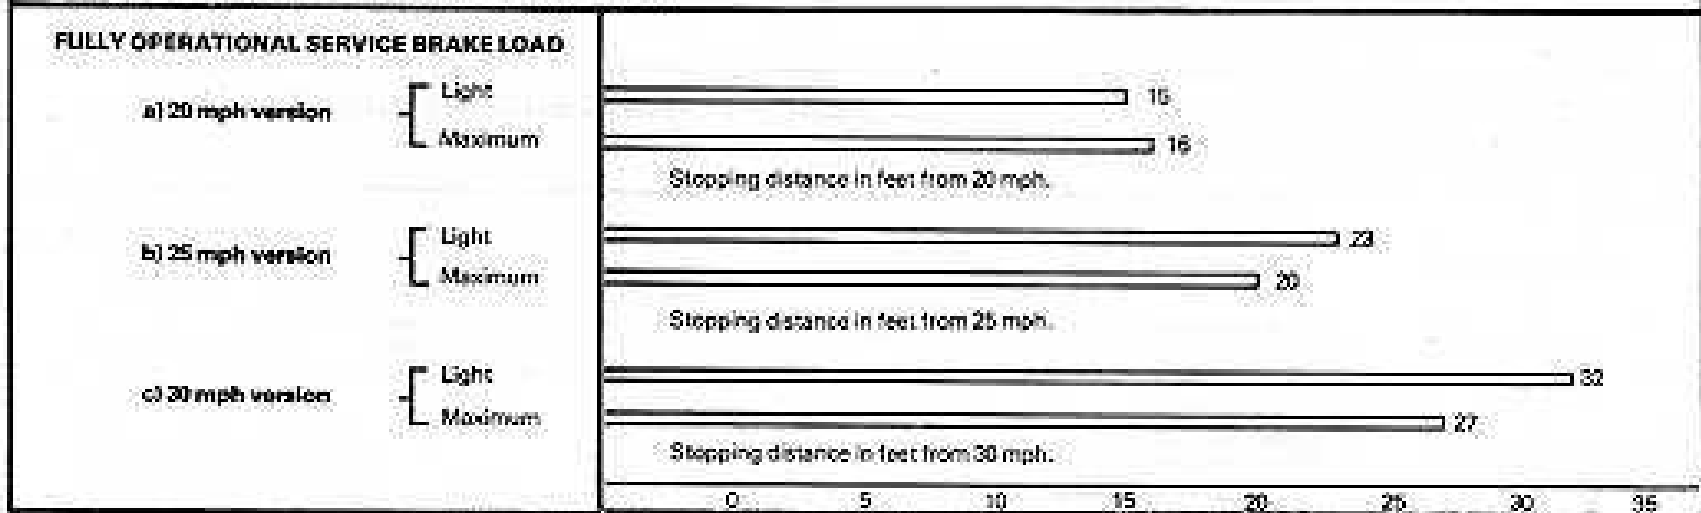 FULLY OPERATIONAL SERVICE BRAKE LOAD
a) 20 mph version
Light
15
Maximum
16
Stopping distance in feet from 20 mph.
b) 25 mph version
Light
23
Maximum
20
Stopping distance in feet from 25 mph.
c) 30 mph version
Light
32
Maximum
27
Stopping distance in feet from 30 mph.
0 5 10 15 20 25 30 35